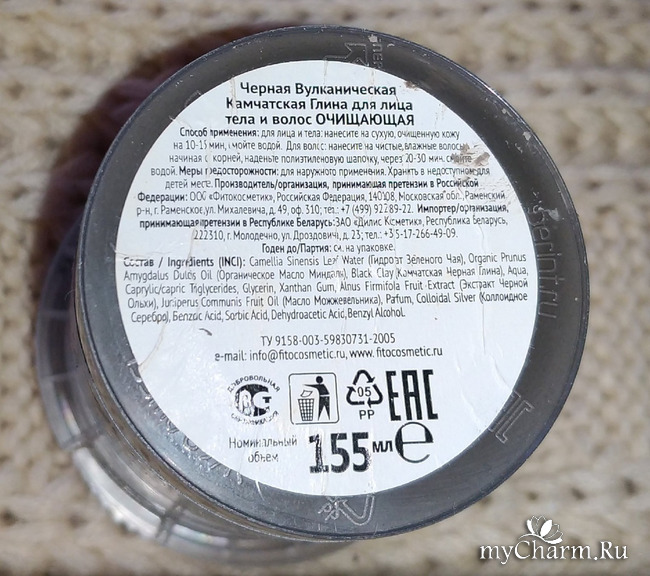 Черная Вулканическая
Камчатская Глина для лица
тела и волос ОЧИЩАЮЩАЯ
Способ применения: для лица и тела: нанесите на сухую, очищенную кожу
на 10-15 мин, смойте водой. Для волос: нанесите на чистые, влажные волосы
начиная с корней, наденьте полиэтиленовую шапочку, через 20-30 мин. смойте
водой. Меры предосторожности: для наружного применения. Хранить в недоступном для
детей месте. Производитель/организация, принимающая претензии в Российской
Федерации: ООО «Фитокосметик», Российская Федерация, 140108, Московская обл., Раменский
р-н, г. Раменское, ул. Михалевича, д. 49, оф. 310; тел.: +7 (499) 92-289-22. Импортер/организация,
принимающая претензии в Республике Беларусь: ЗАО «Дилис Косметик», Республика Беларусь,
222310, г. Молодечно, ул. Дроздовича, д. 23; тел.: +3-5-17-266-49-09.
Годен до/Партия: см. на упаковке.
Состав / Ingredients (INCI): Camellia Sinensis Leaf Water (Гидролат Зеленого Чая), Organic Prunus
Amygdalus Dulcis Oil (Органическое Масло Миндаля), Black Clay (Камчатская Черная Глина), Aqua,
Caprylic/capric Triglycerides, Glycerin, Xanthan Gum, Alnus Firmifolia Fruit Extract (Экстракт Черной
Ольхи), Juniperus Communis Fruit Oil (Масло Можжевельника), Parfum, Colloidal Silver (Коллоидное
Серебро), Benzoic Acid, Sorbic Acid, Dehydroacetic Acid, Benzyl Alcohol.
ТУ 9158-003-59830731-2005
e-mail: info@fitocosmetic.ru, www.fitocosmetic.ru
ДОБРОВОЛЬНАЯ
СЕРТИФИКАЦИЯ
05
PP
EAC
Номинальный
объем
155 мл e
myCharm.Ru